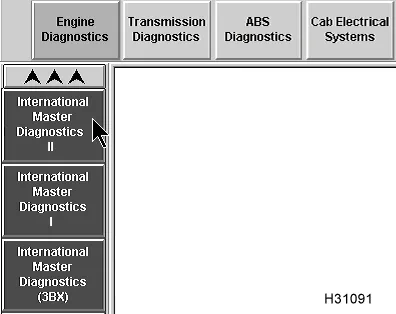 Engine
Diagnostics
Transmission
Diagnostics
ABS
Diagnostics
Cab Electrical
Systems
International
Master
Diagnostics
II
International
Master
Diagnostics
I
International
Master
Diagnostics
(3BX)
H31091